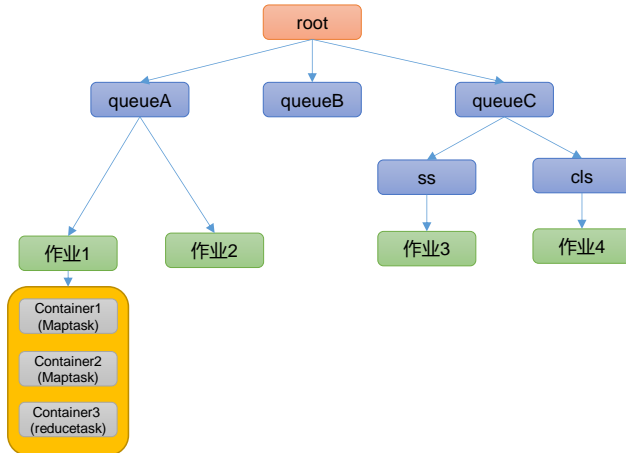 root
queueA
queueB
queueC
ss
cls
作业1
作业2
作业3
作业4
Container1
(Maptask)
Container2
(Maptask)
Container3
(reducetask)